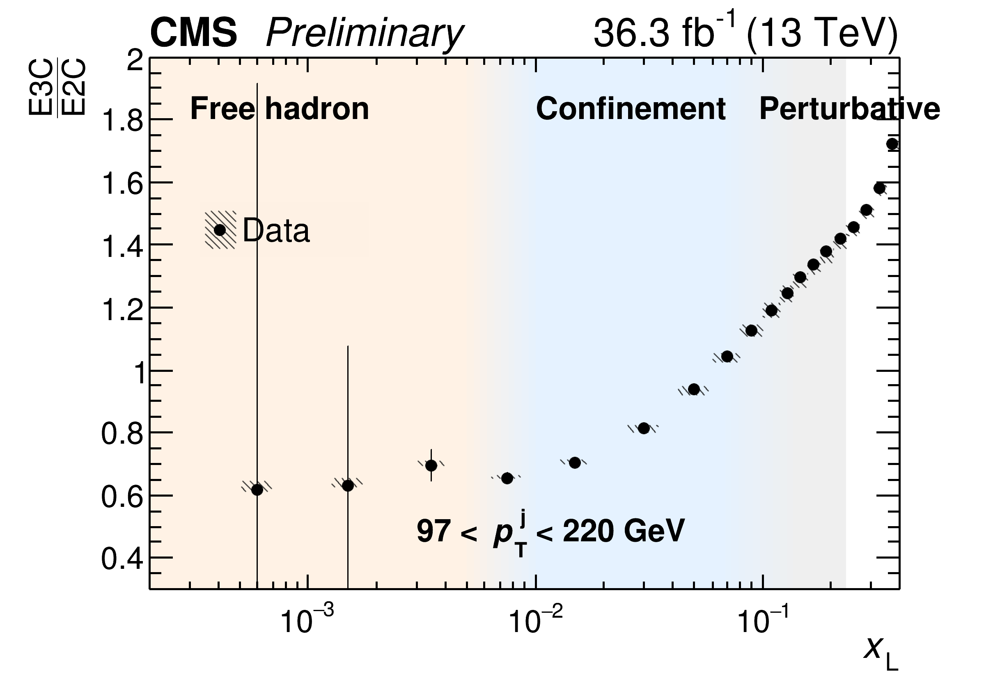 CMS Preliminary 36.3 fb⁻¹ (13 TeV)
E3C
E2C
2
1.8
1.6
1.4
1.2
1
0.8
0.6
0.4
Free hadron
Confinement
Perturbative
Data
97 < p_T^j < 220 GeV
10⁻³
10⁻²
10⁻¹
x_L